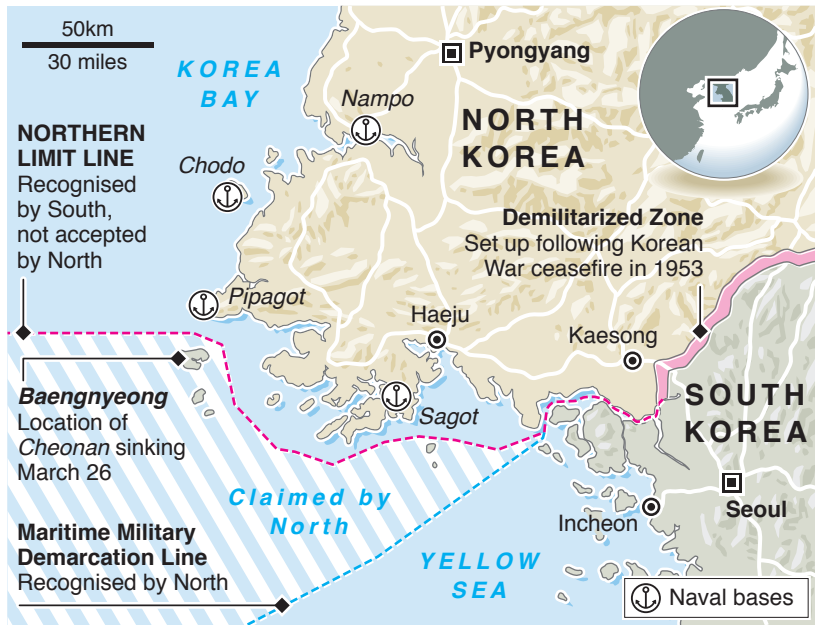 50km
30 miles
KOREA
BAY
Pyongyang
Nampo
NORTH
KOREA
NORTHERN
LIMIT LINE
Recognised
by South,
not accepted
by North
Chodo
Demilitarized Zone
Set up following Korean
War ceasefire in 1953
Pipagot
Haeju
Kaesong
Baengnyeong
Location of
Cheonan sinking
March 26
Sagot
SOUTH
KOREA
Claimed by
North
Incheon
Seoul
Maritime Military
Demarcation Line
Recognised by North
YELLOW
SEA
Naval bases